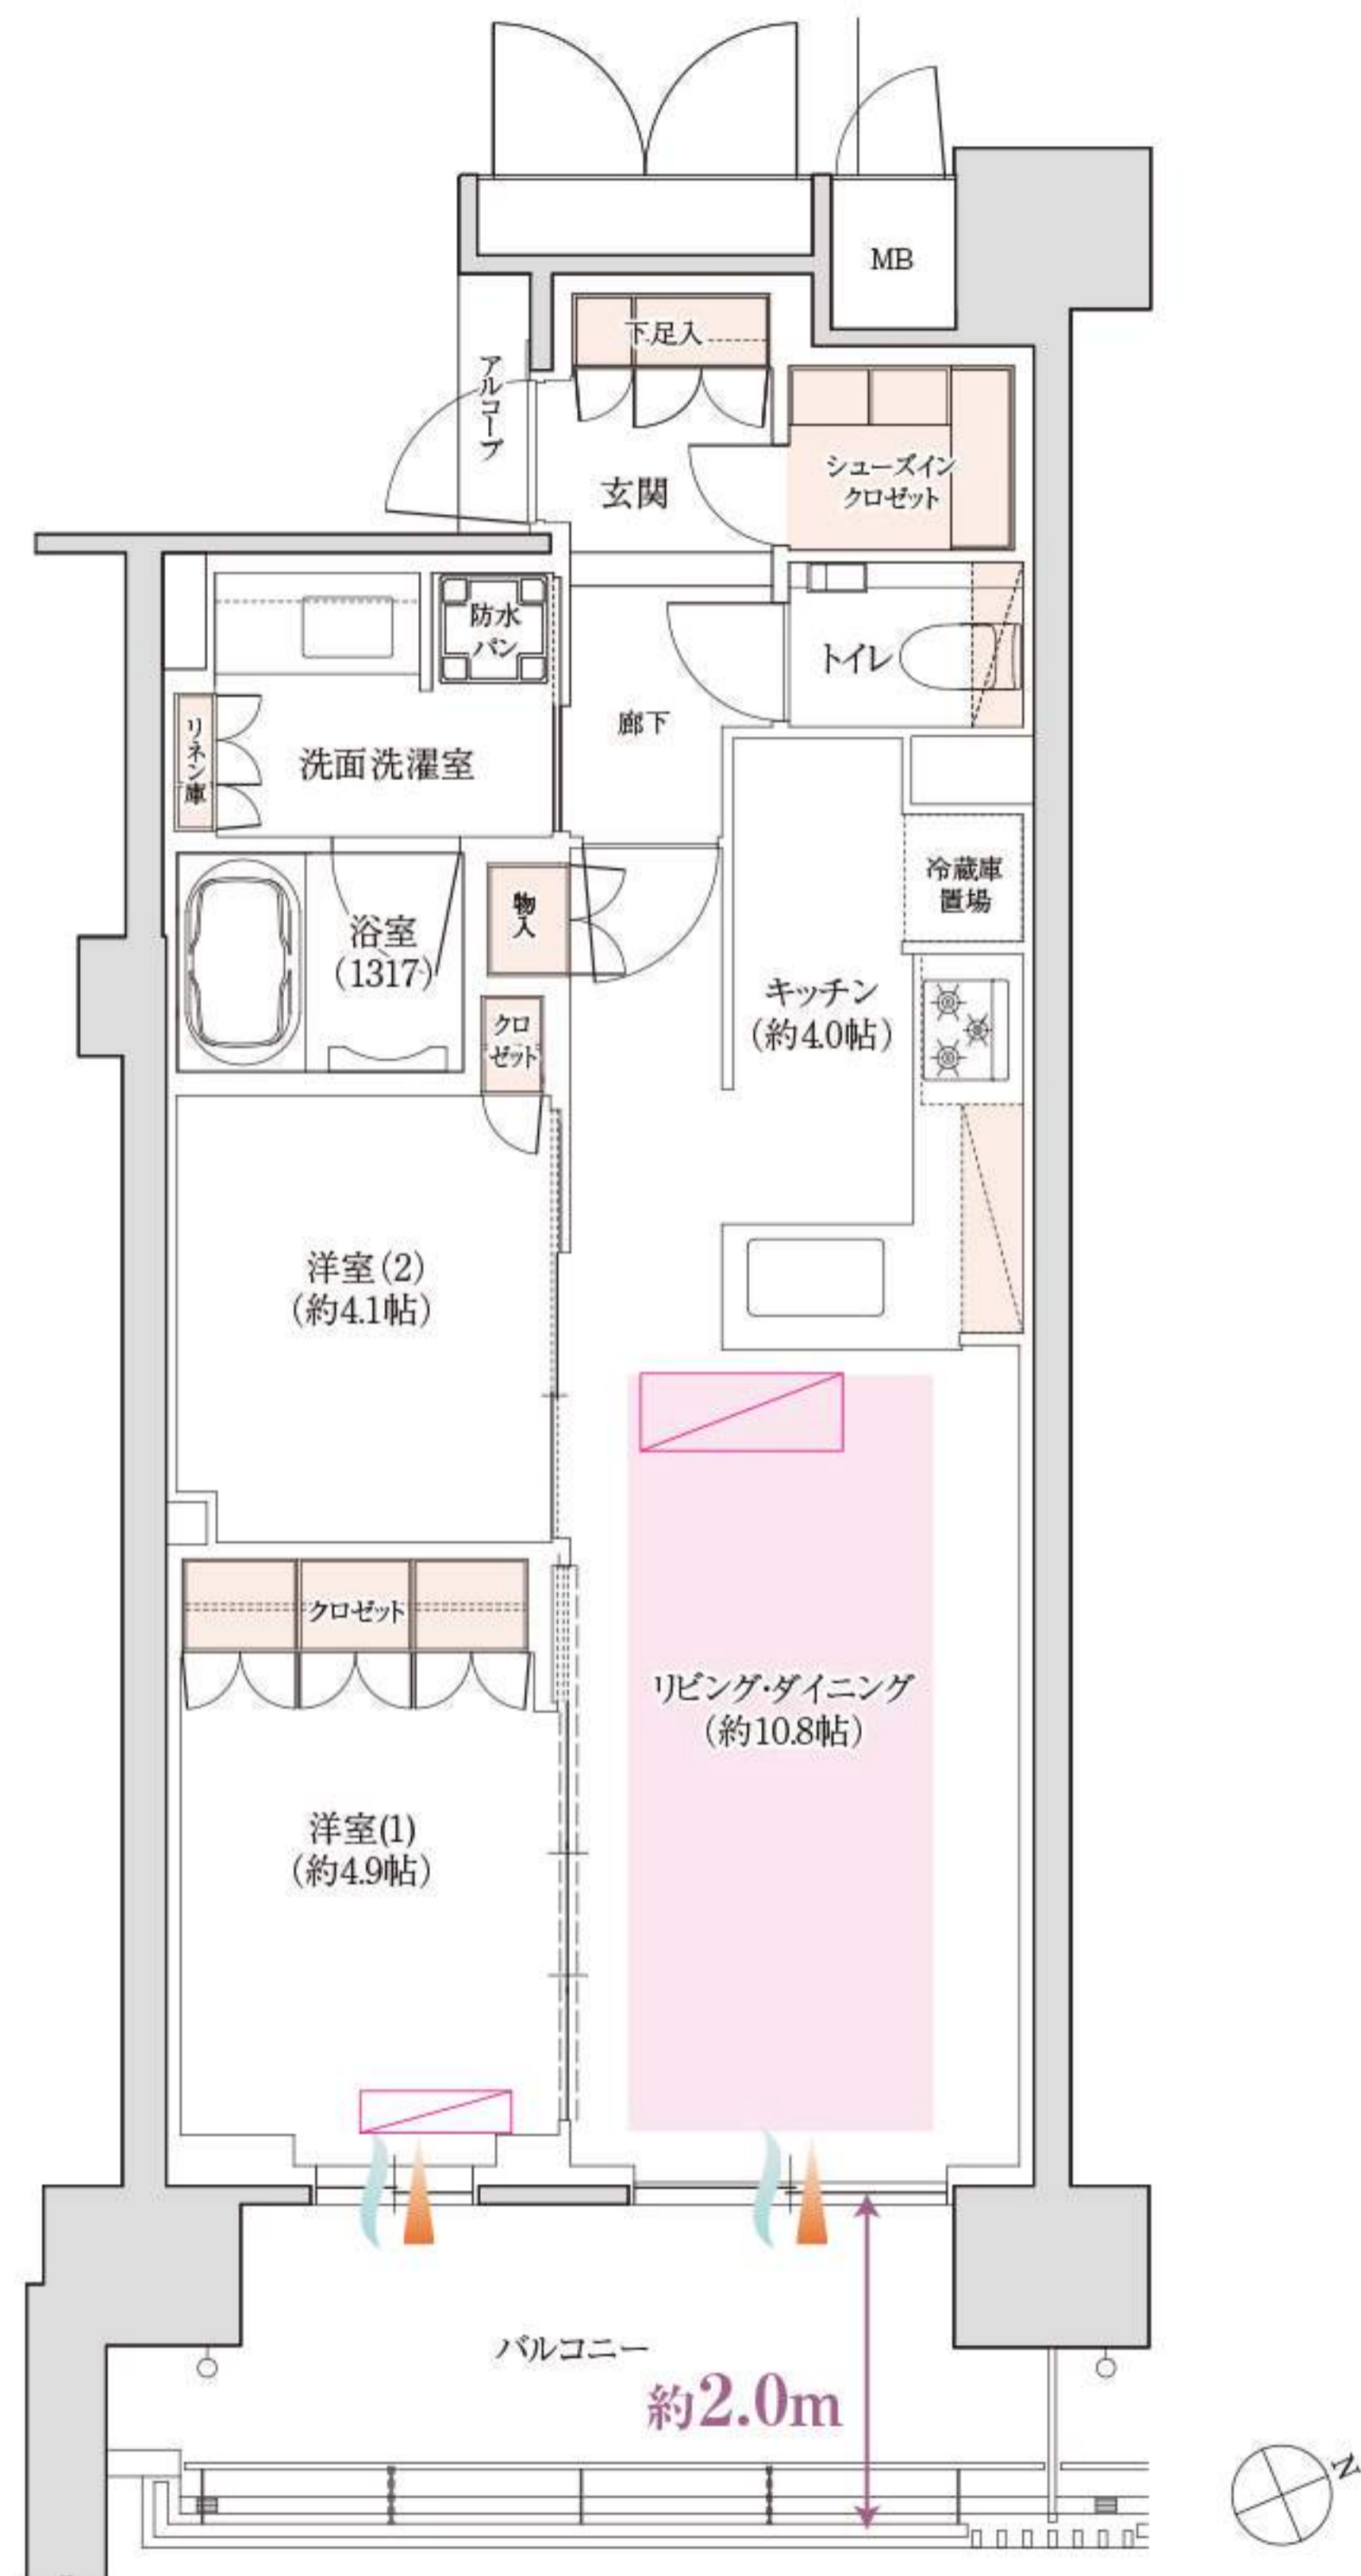 MB
下足入
アルコーブ
玄関
シューズイン
クロゼット
防水
パン
トイレ
廊下
リネン庫
洗面洗濯室
冷蔵庫
置場
物入
浴室
(1317)
キッチン
(約4.0帖)
クロ
ゼット
洋室(2)
(約4.1帖)
クロゼット
リビング・ダイニング
(約10.8帖)
洋室(1)
(約4.9帖)
バルコニー
約2.0m
N